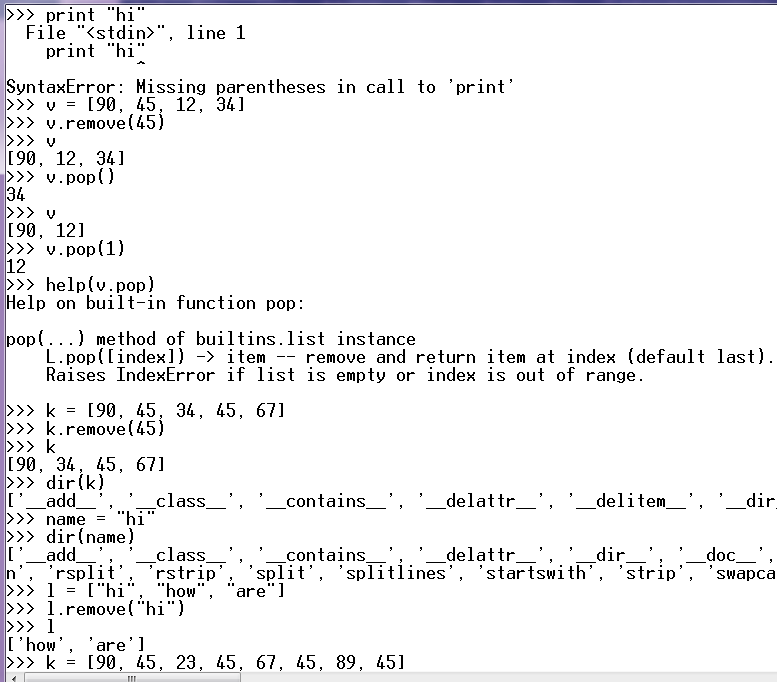 >>> print "hi"
  File "<stdin>", line 1
    print "hi"
             ^
SyntaxError: Missing parentheses in call to 'print'
>>> v = [90, 45, 12, 34]
>>> v.remove(45)
>>> v
[90, 12, 34]
>>> v.pop()
34
>>> v
[90, 12]
>>> v.pop(1)
12
>>> help(v.pop)
Help on built-in function pop:

pop(...) method of builtins.list instance
    L.pop([index]) -> item -- remove and return item at index (default last).
    Raises IndexError if list is empty or index is out of range.

>>> k = [90, 45, 34, 45, 67]
>>> k.remove(45)
>>> k
[90, 34, 45, 67]
>>> dir(k)
['__add__', '__class__', '__contains__', '__delattr__', '__delitem__', '__dir_
>>> name = "hi"
>>> dir(name)
['__add__', '__class__', '__contains__', '__delattr__', '__dir__', '__doc__',
n', 'rsplit', 'rstrip', 'split', 'splitlines', 'startswith', 'strip', 'swapca
>>> l = ["hi", "how", "are"]
>>> l.remove("hi")
>>> l
['how', 'are']
>>> k = [90, 45, 23, 45, 67, 45, 89, 45]